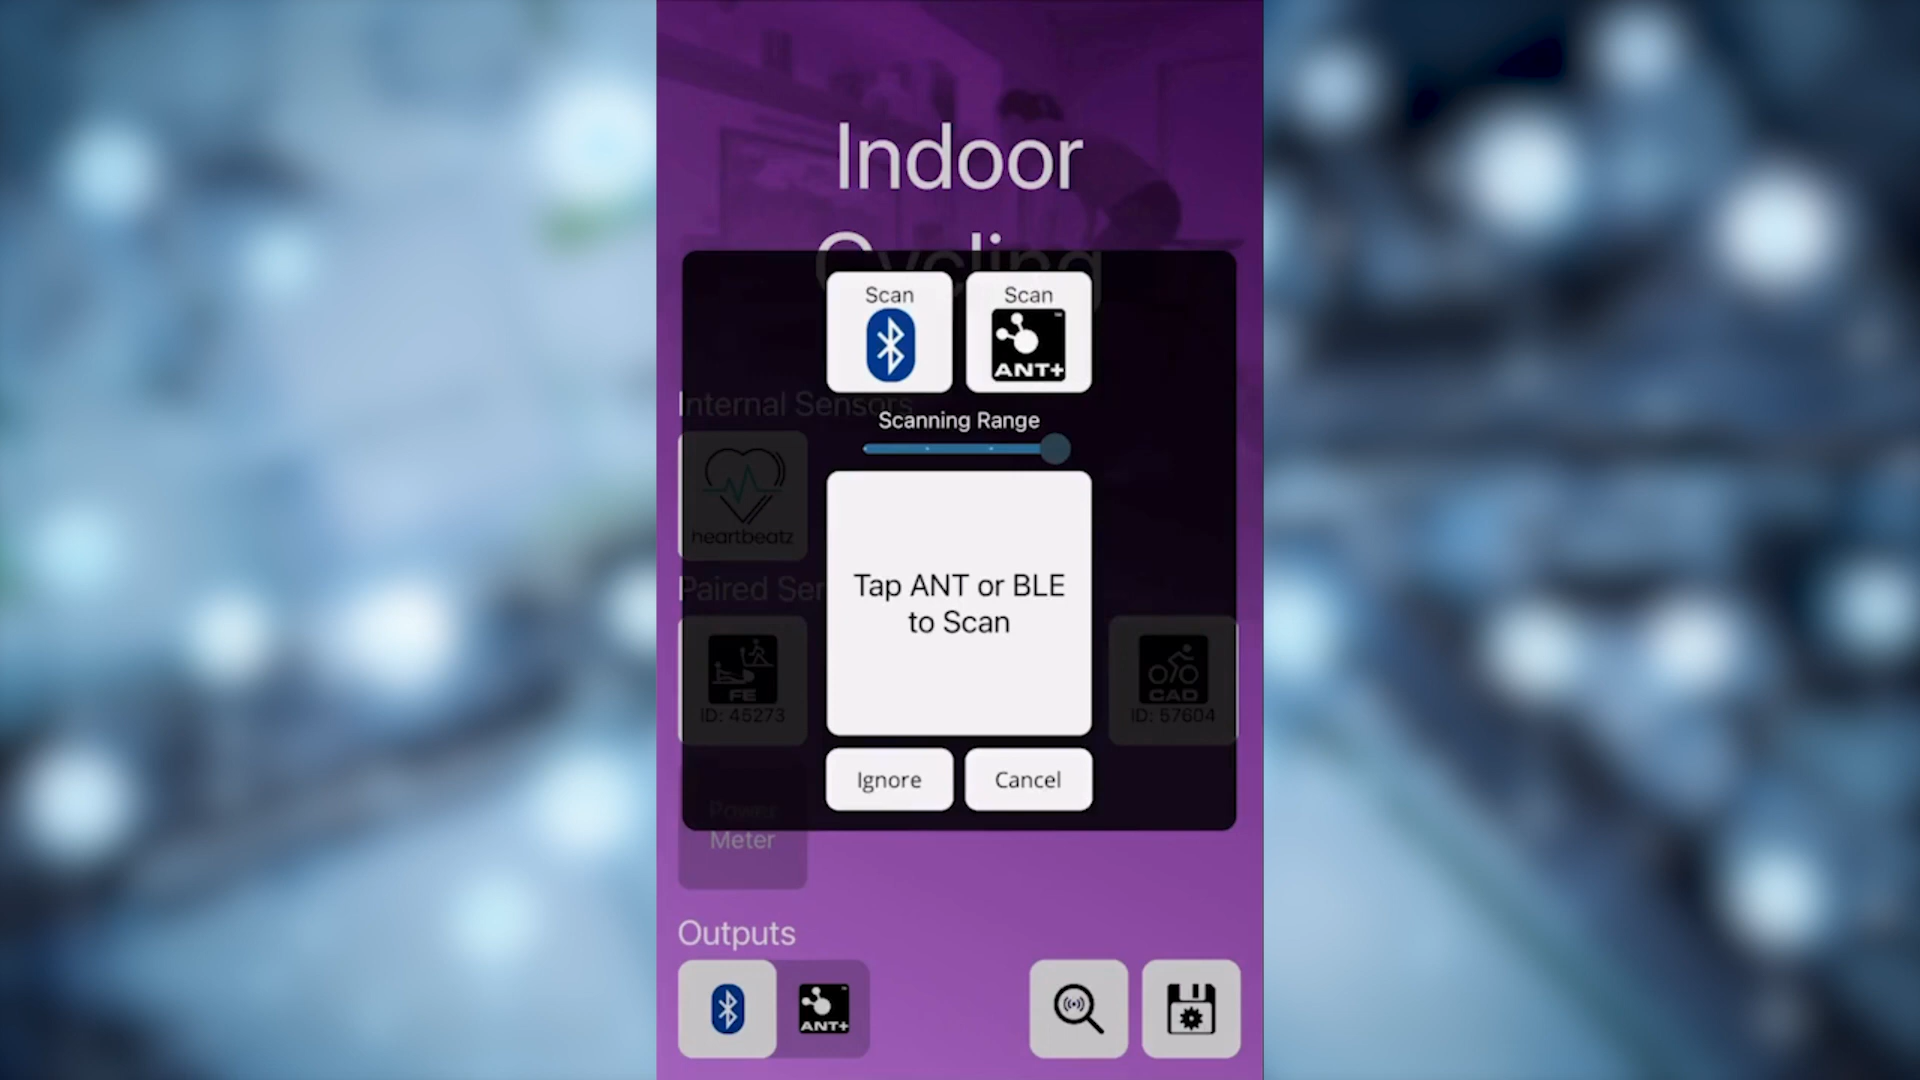 Indoor
Cycling
Scan
Scan
ANT+
Scanning Range
Internal Sensors
heartbeatz
Tap ANT or BLE
to Scan
Paired Ser
FE
ID: 45273
CAD
ID: 57604
Ignore
Cancel
Power
Meter
Outputs
ANT+